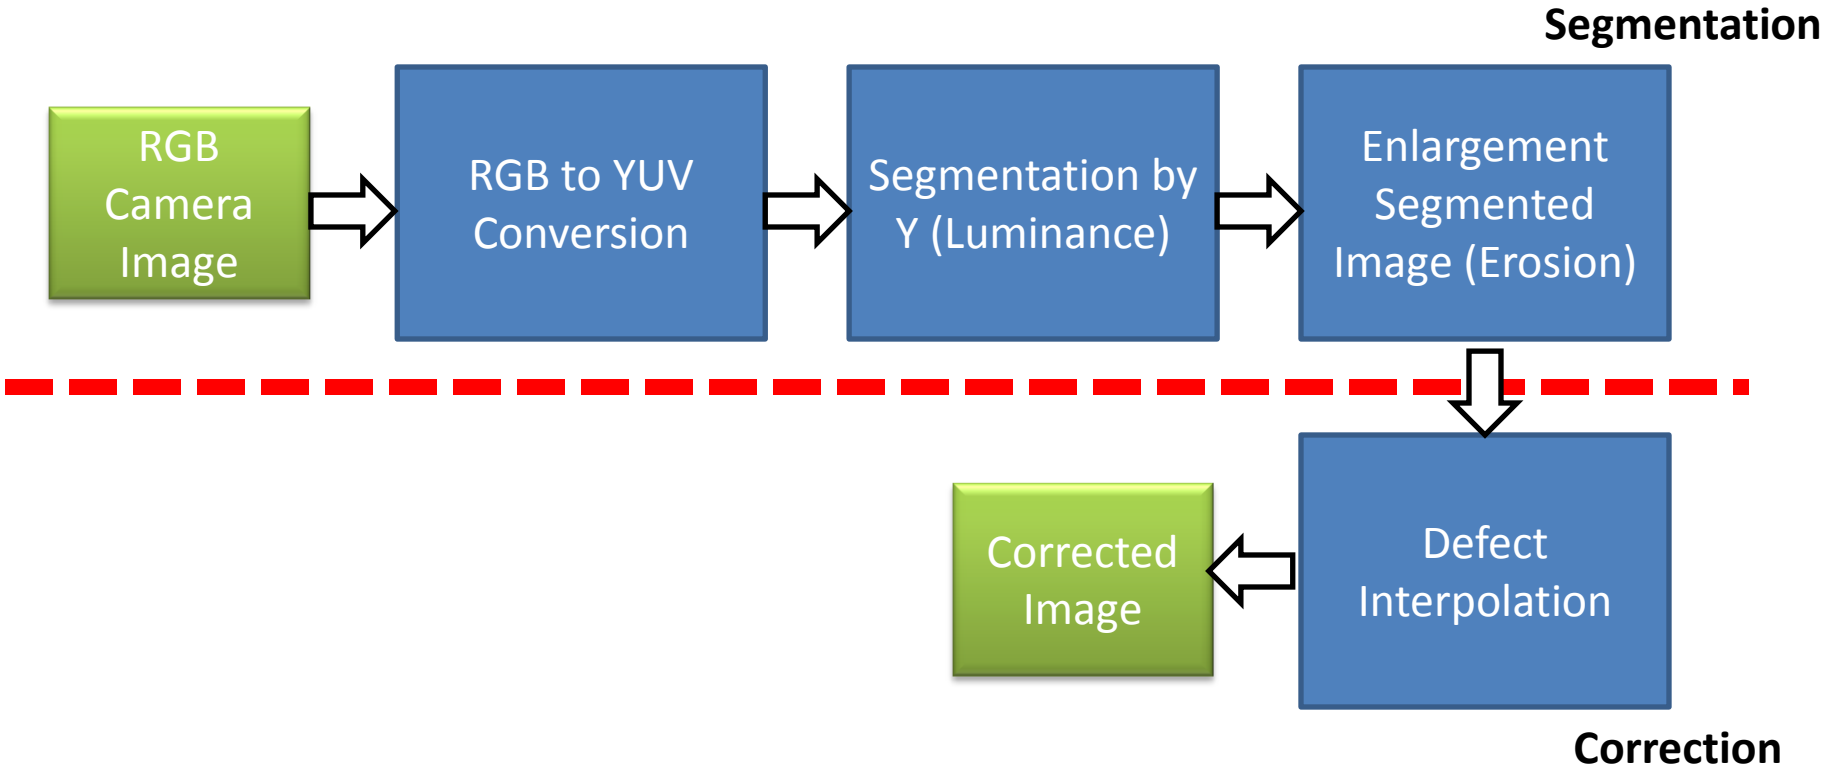 Segmentation
RGB
Camera
Image
RGB to YUV
Conversion
Segmentation by
Y (Luminance)
Enlargement
Segmented
Image (Erosion)
Corrected
Image
Defect
Interpolation
Correction